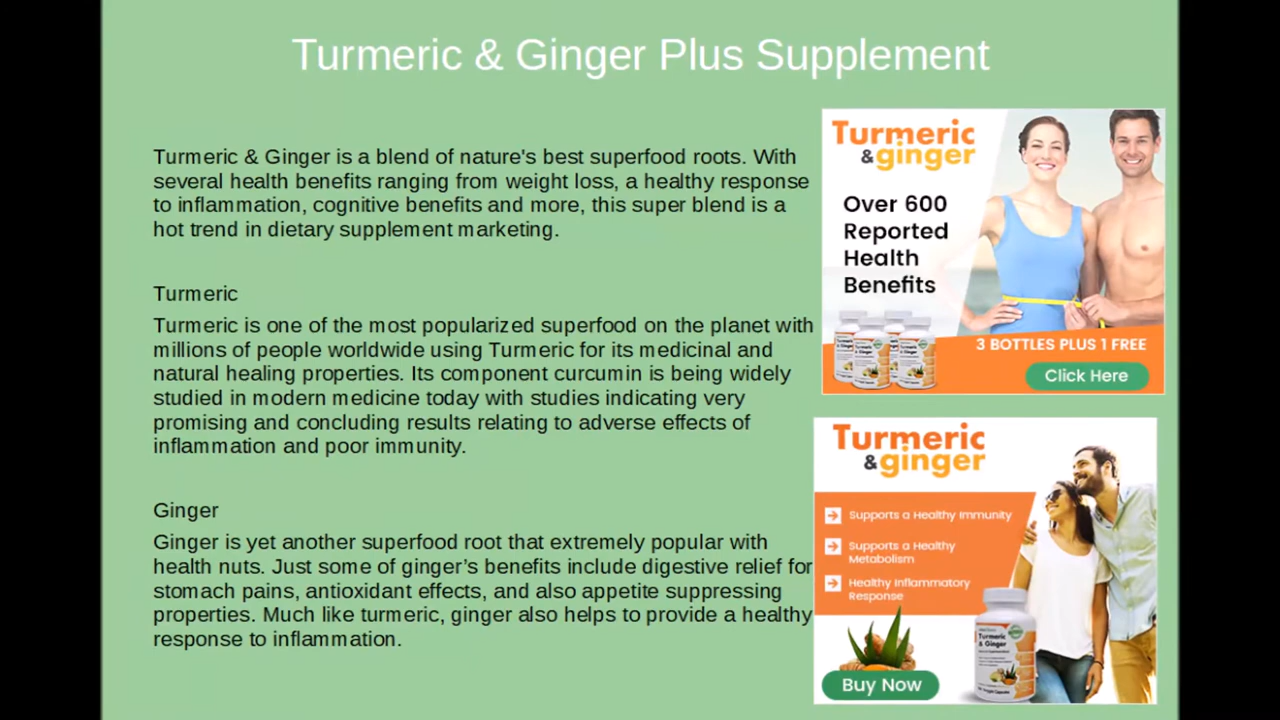 Turmeric & Ginger Plus Supplement
Turmeric & Ginger is a blend of nature's best superfood roots. With
several health benefits ranging from weight loss, a healthy response
to inflammation, cognitive benefits and more, this super blend is a
hot trend in dietary supplement marketing.
Turmeric
Turmeric is one of the most popularized superfood on the planet with
millions of people worldwide using Turmeric for its medicinal and
natural healing properties. Its component curcumin is being widely
studied in modern medicine today with studies indicating very
promising and concluding results relating to adverse effects of
inflammation and poor immunity.
Ginger
Ginger is yet another superfood root that extremely popular with
health nuts. Just some of ginger’s benefits include digestive relief for
stomach pains, antioxidant effects, and also appetite suppressing
properties. Much like turmeric, ginger also helps to provide a healthy
response to inflammation.
Turmeric
&ginger
Over 600
Reported
Health
Benefits
Turmeric
& Ginger
Turmeric
& Ginger
3 BOTTLES PLUS 1 FREE
Click Here
Turmeric
&ginger
Supports a Healthy Immunity
Supports a Healthy
Metabolism
Healthy Inflammatory
Response
Turmeric
& Ginger
Buy Now